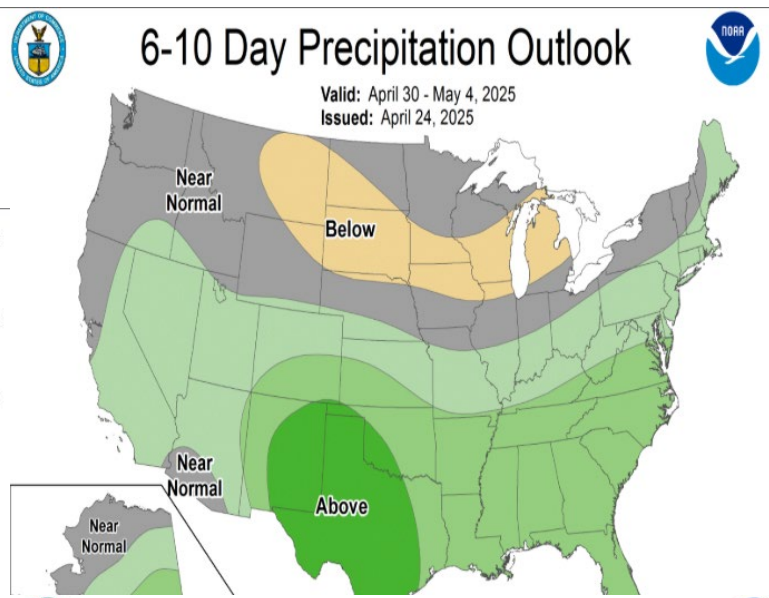 6-10 Day Precipitation Outlook
NOAA
Valid: April 30 - May 4, 2025
Issued: April 24, 2025
Near
Normal
Below
Near
Normal
Above
Near
Normal